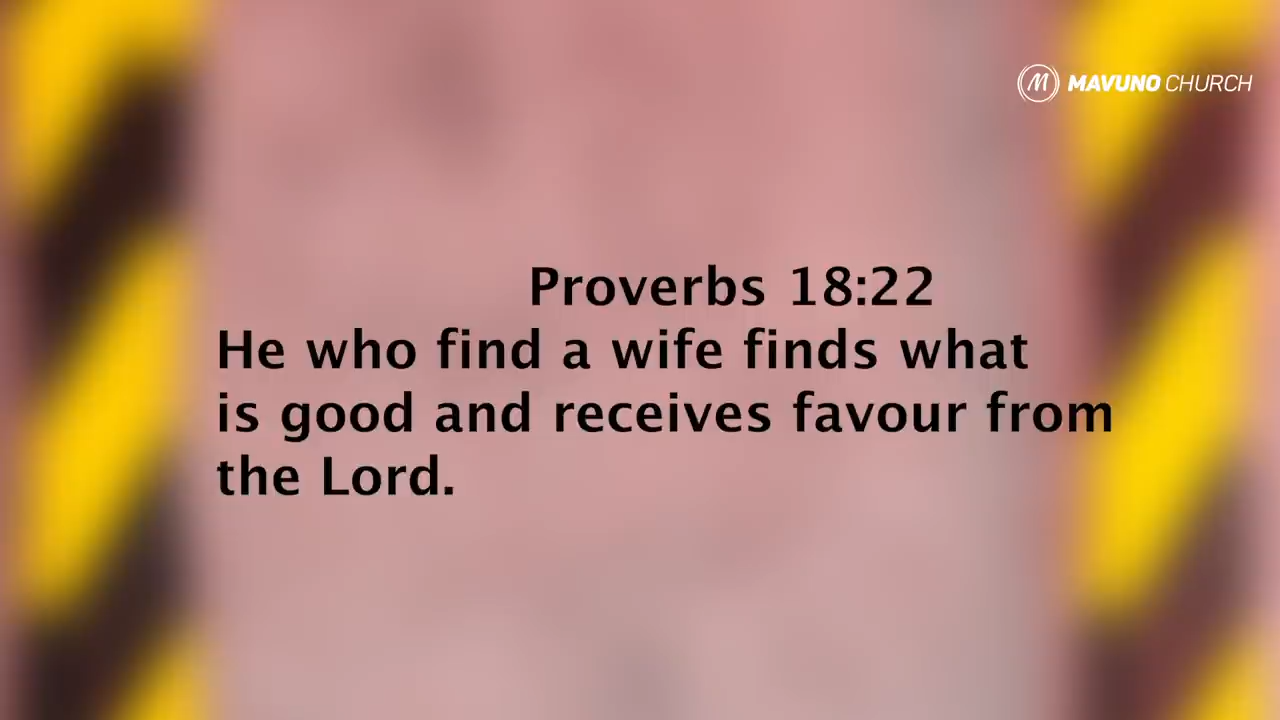 MAVUNO CHURCH
Proverbs 18:22
He who find a wife finds what
is good and receives favour from
the Lord.